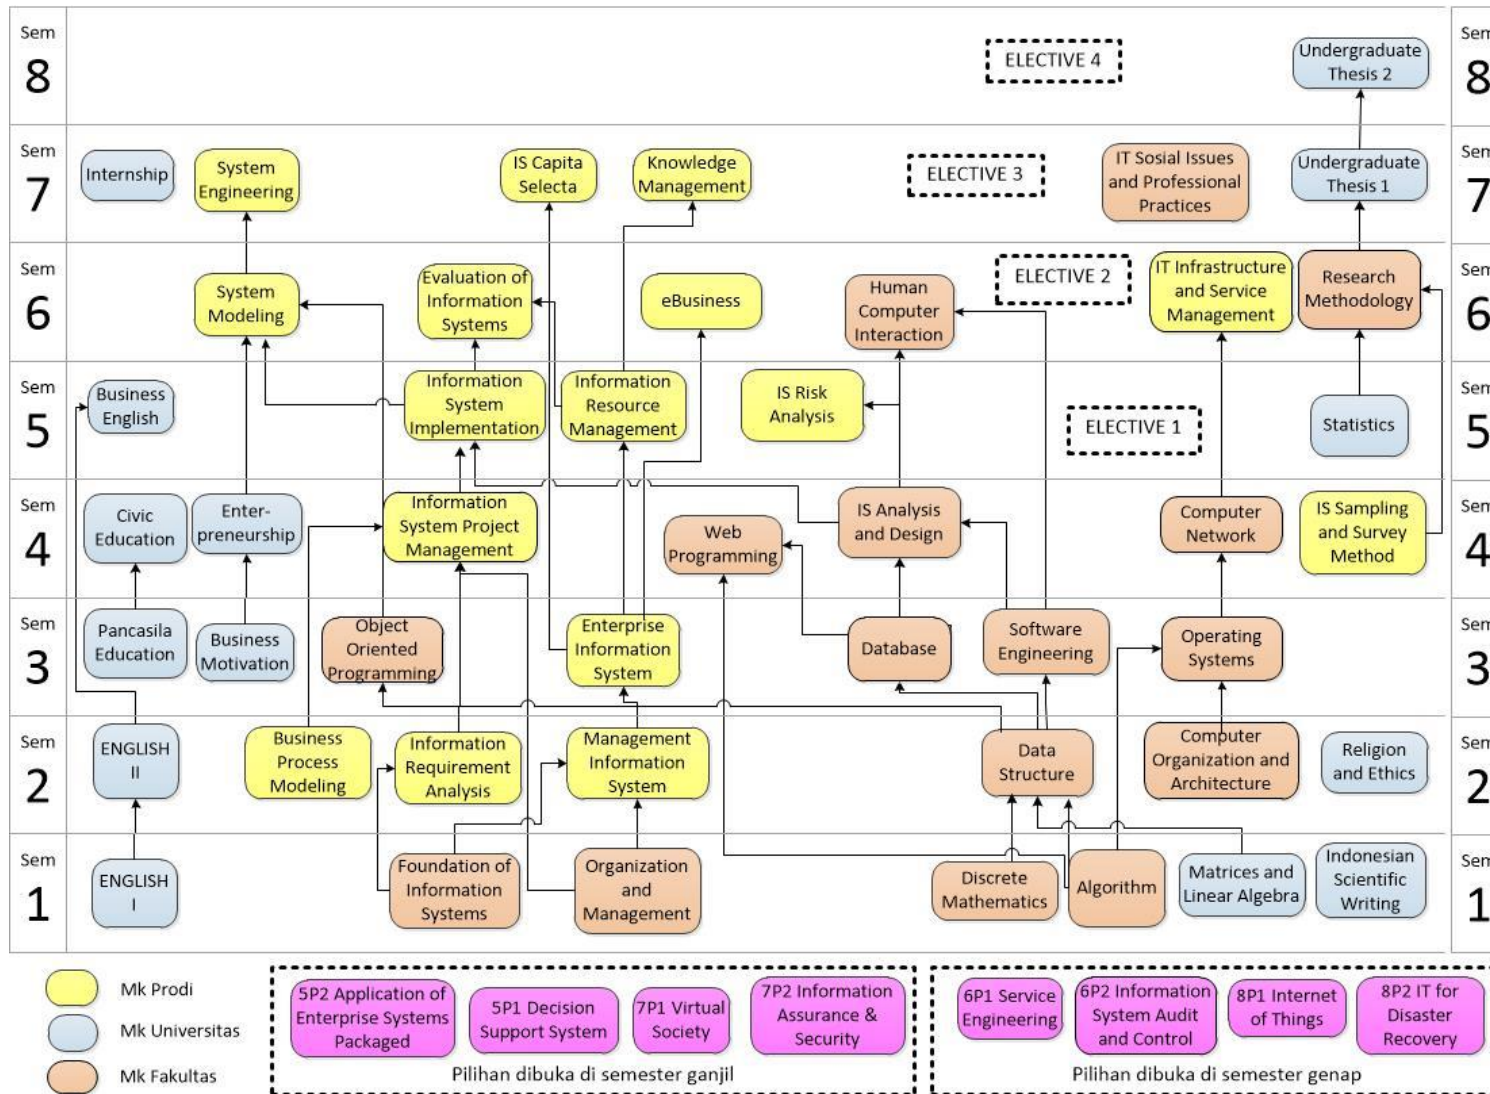 Sem
8
ELECTIVE 4
Undergraduate
Thesis 2
Sem
8
Sem
7
Internship
System
Engineering
IS Capita
Selecta
Knowledge
Management
ELECTIVE 3
IT Sosial Issues
and Professional
Practices
Undergraduate
Thesis 1
Sem
7
Sem
6
System
Modeling
Evaluation of
Information
Systems
eBusiness
Human
Computer
Interaction
ELECTIVE 2
IT Infrastructure
and Service
Management
Research
Methodology
Sem
6
Sem
5
Business
English
Information
System
Implementation
Information
Resource
Management
IS Risk
Analysis
ELECTIVE 1
Statistics
Sem
5
Sem
4
Civic
Education
Enter-
preneurship
Information
System Project
Management
Web
Programming
IS Analysis
and Design
Computer
Network
IS Sampling
and Survey
Method
Sem
4
Sem
3
Pancasila
Education
Business
Motivation
Object
Oriented
Programming
Enterprise
Information
System
Database
Software
Engineering
Operating
Systems
Sem
3
Sem
2
ENGLISH
II
Business
Process
Modeling
Information
Requirement
Analysis
Management
Information
System
Data
Structure
Computer
Organization and
Architecture
Religion
and Ethics
Sem
2
Sem
1
ENGLISH
I
Foundation of
Information
Systems
Organization
and
Management
Discrete
Mathematics
Algorithm
Matrices and
Linear Algebra
Indonesian
Scientific
Writing
Sem
1
Mk Prodi
Mk Universitas
Mk Fakultas
5P2 Application of
Enterprise Systems
Packaged
5P1 Decision
Support System
7P1 Virtual
Society
7P2 Information
Assurance &
Security
Pilihan dibuka di semester ganjil
6P1 Service
Engineering
6P2 Information
System Audit
and Control
8P1 Internet
of Things
8P2 IT for
Disaster
Recovery
Pilihan dibuka di semester genap